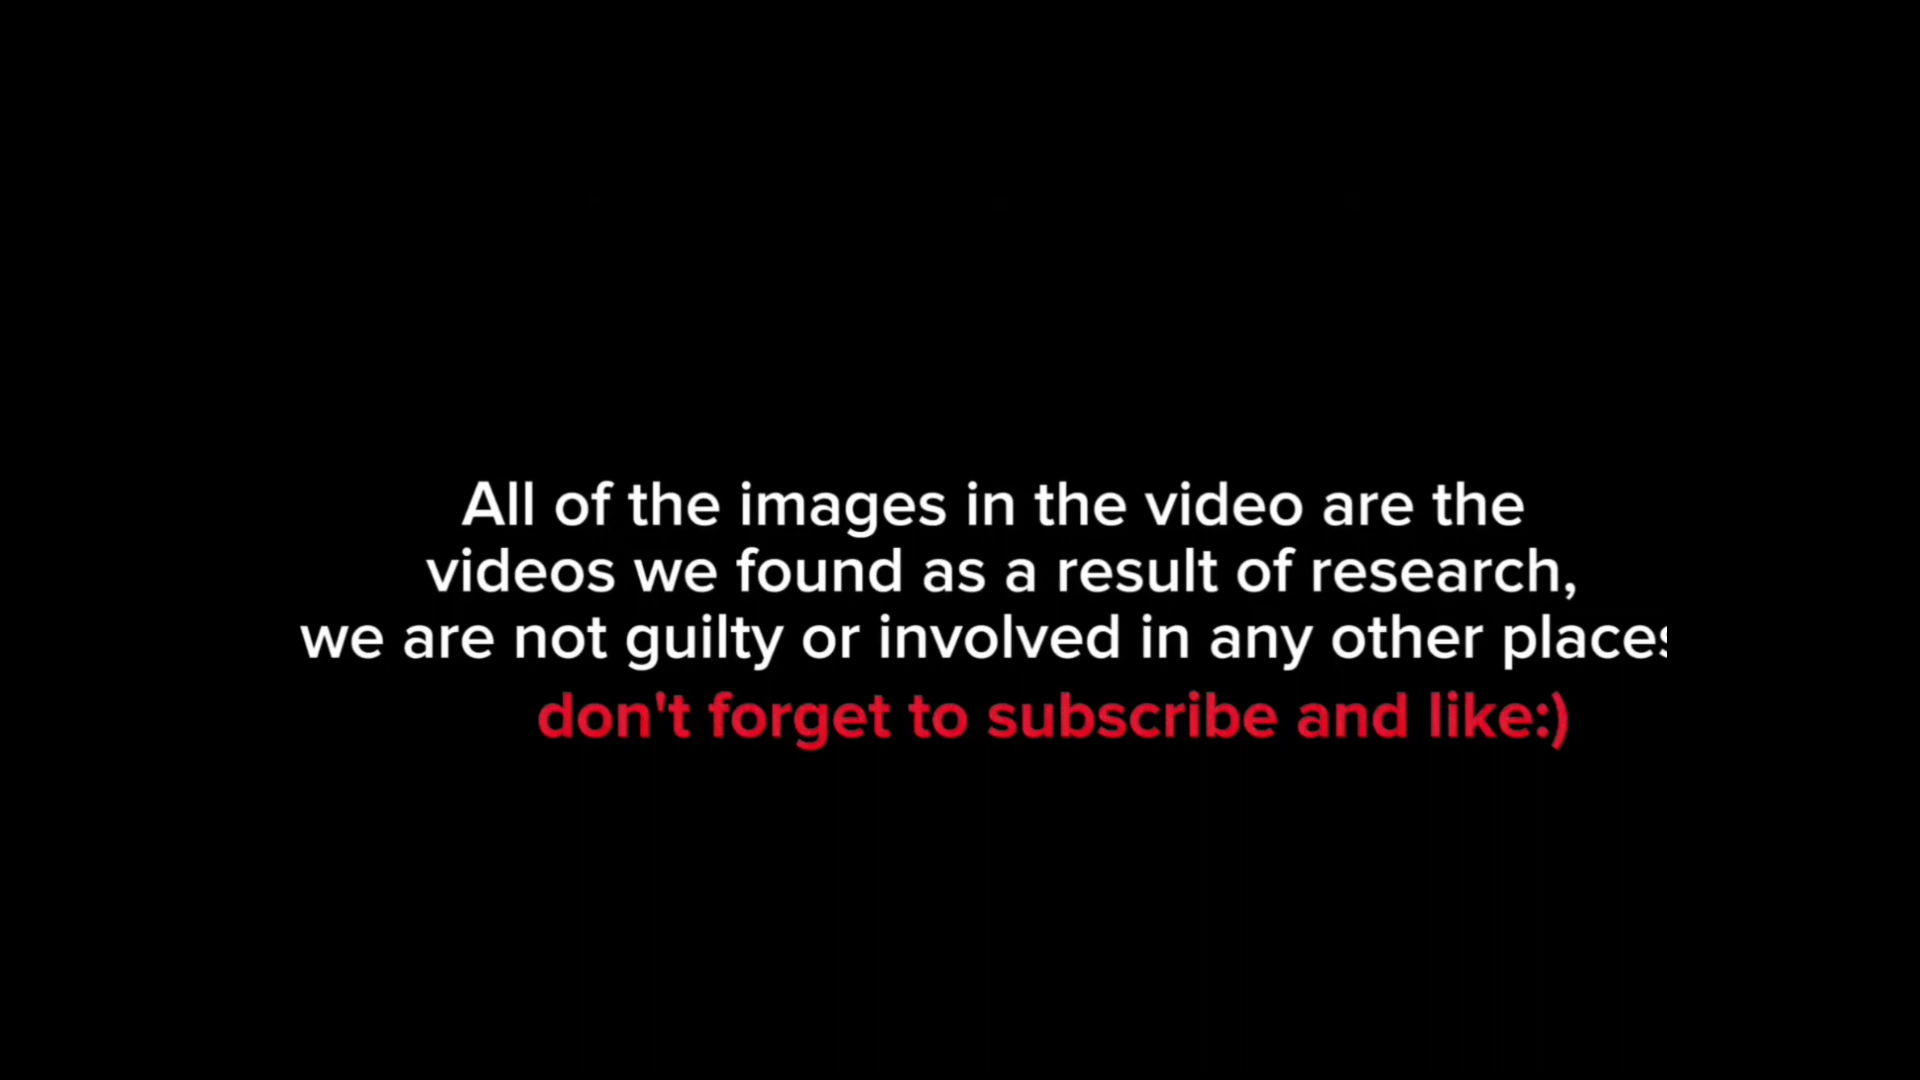 All of the images in the video are the
videos we found as a result of research,
we are not guilty or involved in any other places
don't forget to subscribe and like:)